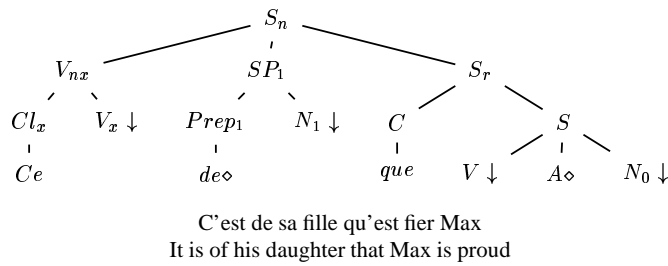 S_n
V_nx SP_1 S_r
Cl_x V_x ↓ Prep_1 N_1 ↓ C S
Ce de⋄ que V ↓ A⋄ N_0 ↓
C'est de sa fille qu'est fier Max
It is of his daughter that Max is proud